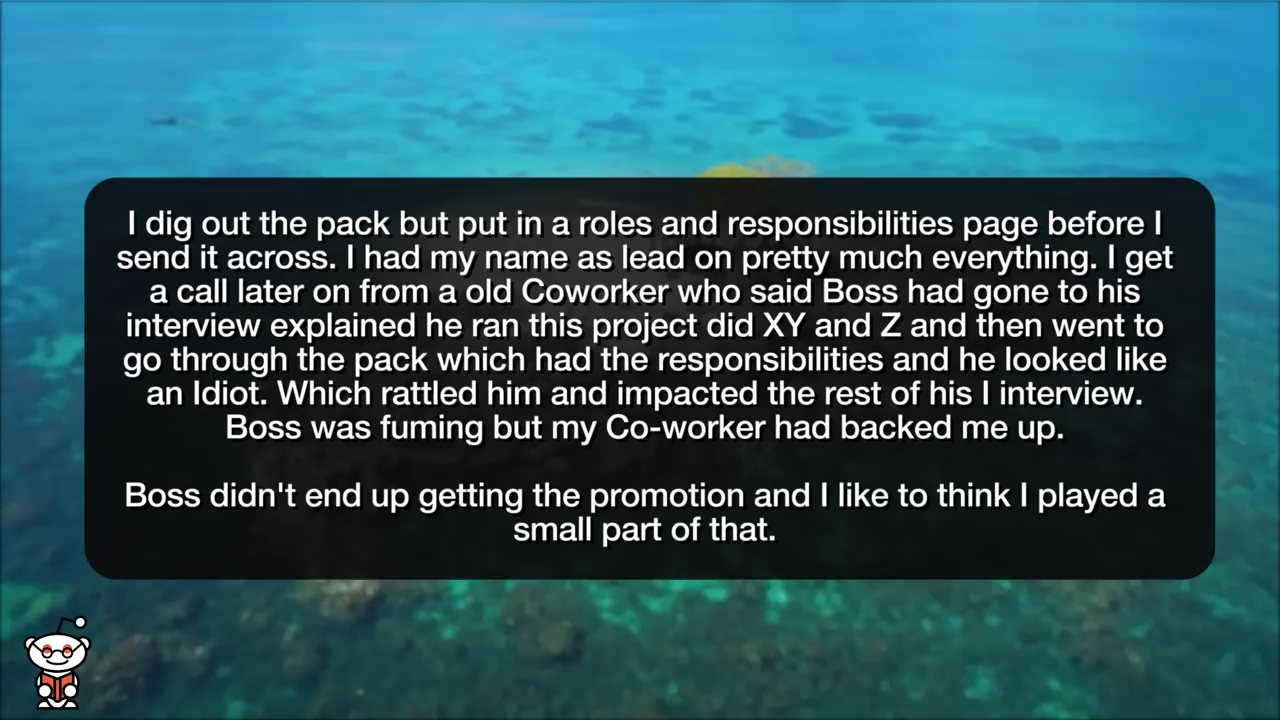 I dig out the pack but put in a roles and responsibilities page before I
send it across. I had my name as lead on pretty much everything. I get
a call later on from a old Coworker who said Boss had gone to his
interview explained he ran this project did XY and Z and then went to
go through the pack which had the responsibilities and he looked like
an Idiot. Which rattled him and impacted the rest of his I interview.
Boss was fuming but my Co-worker had backed me up.
Boss didn't end up getting the promotion and I like to think I played a
small part of that.